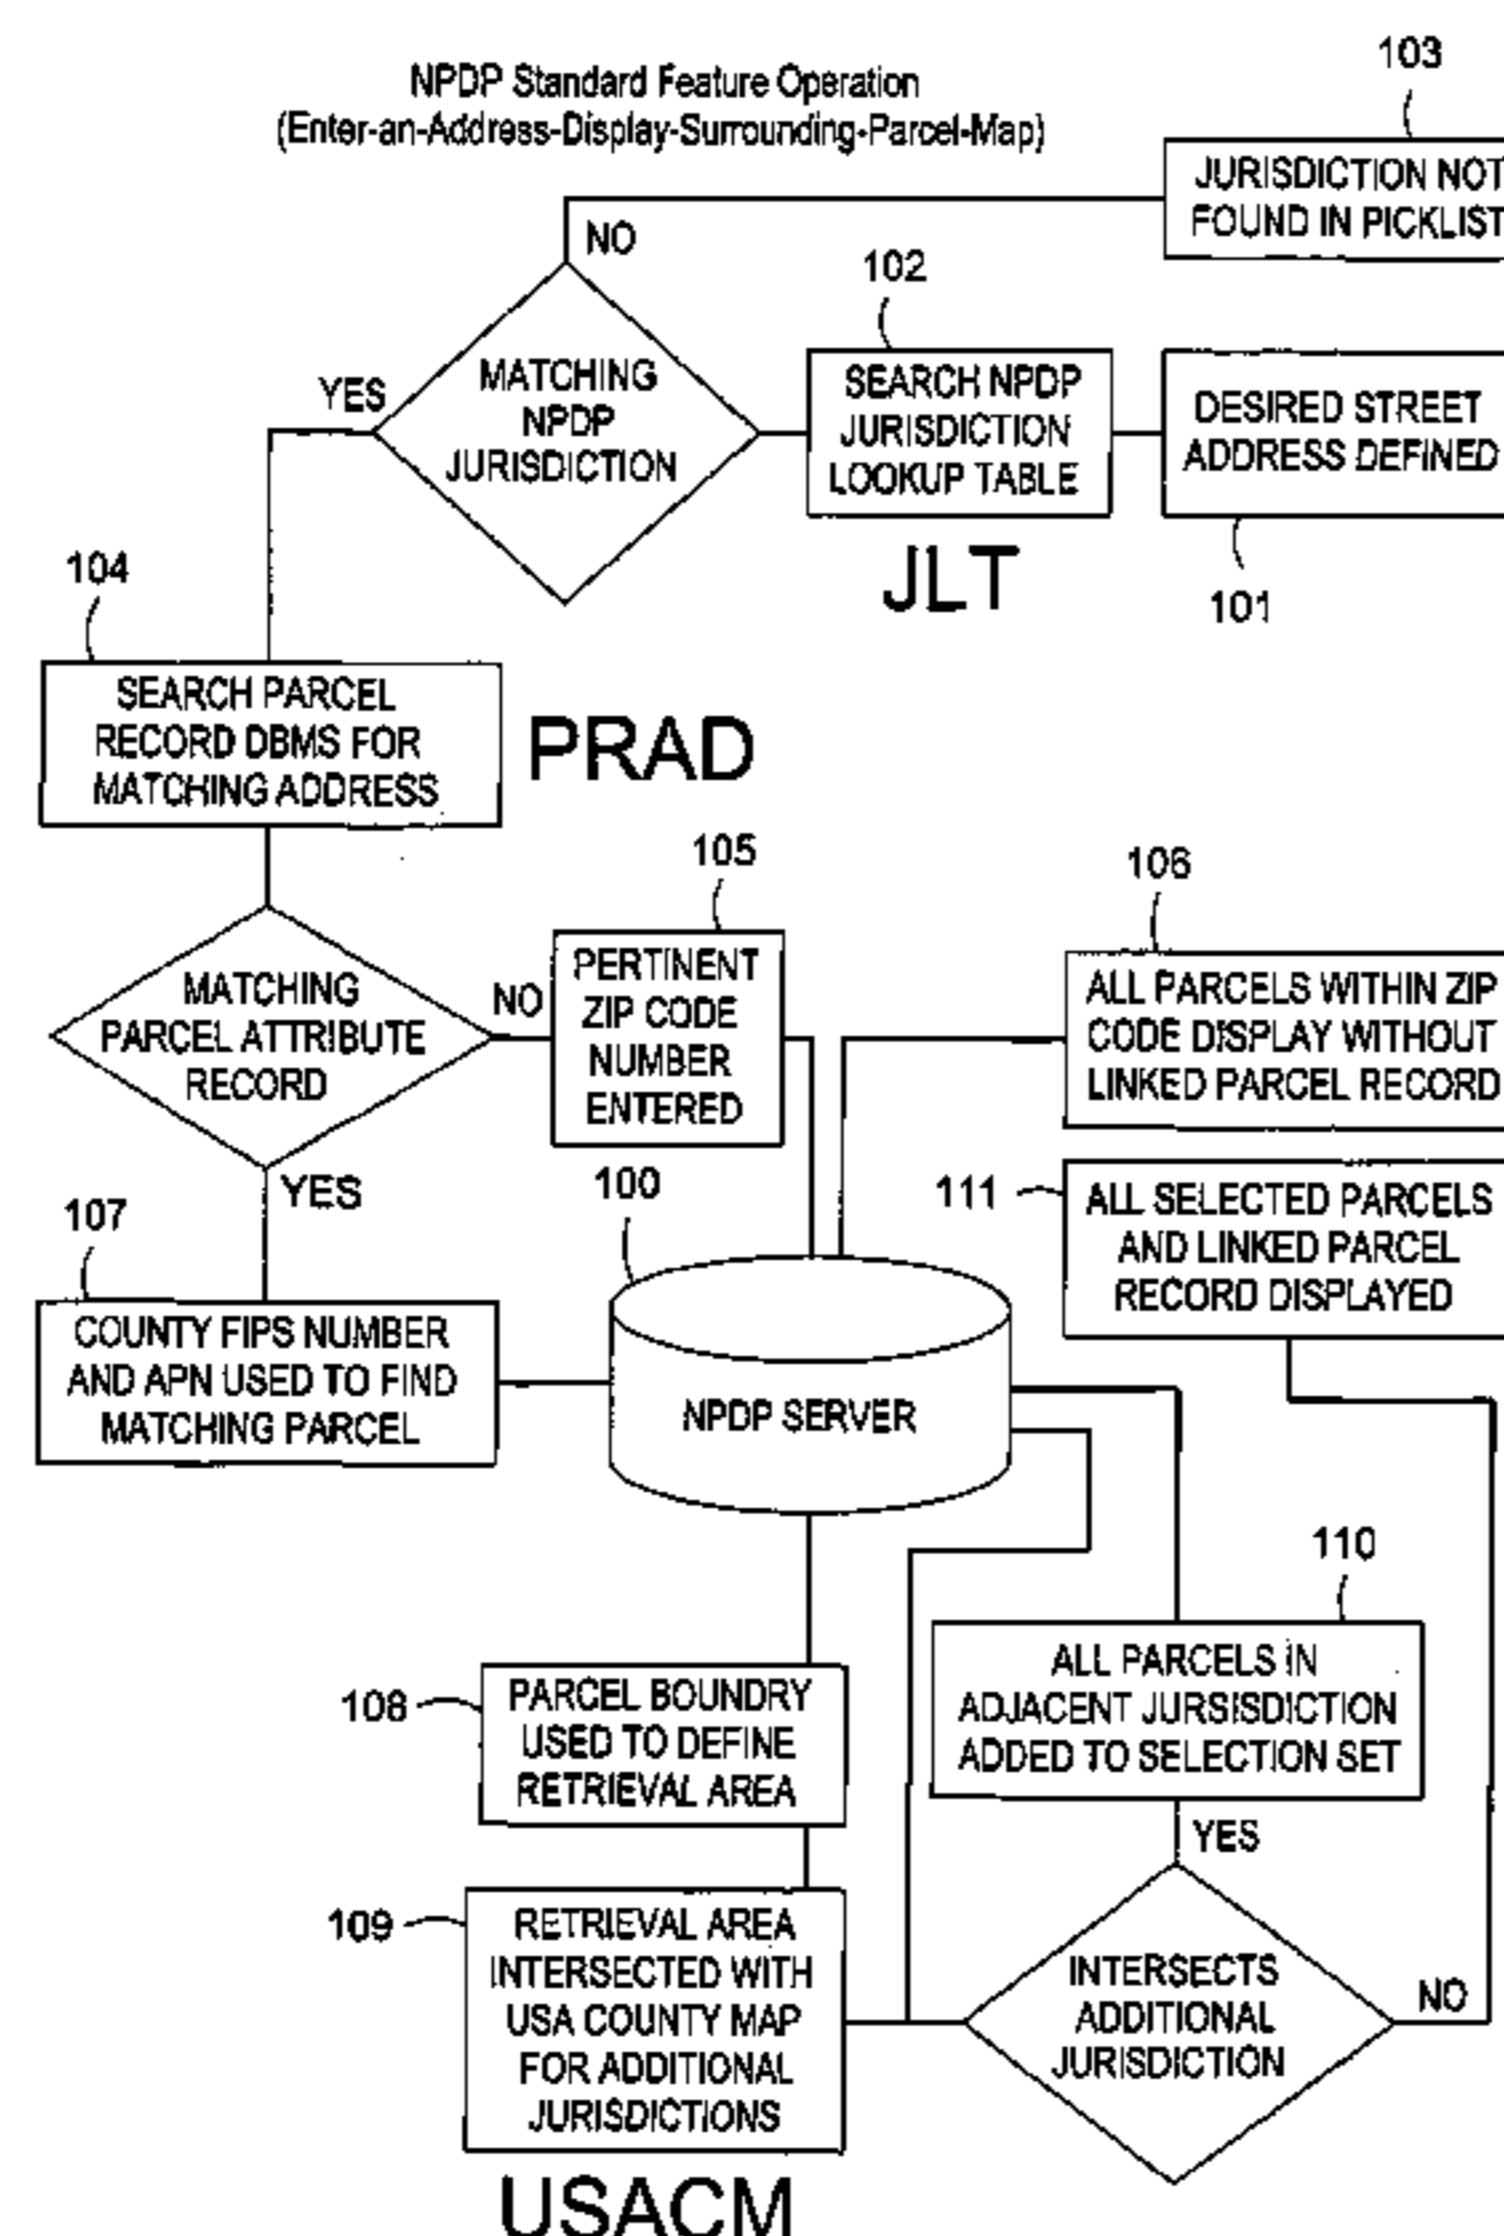 NPDP Standard Feature Operation
(Enter-an-Address-Display-Surrounding-Parcel-Map)
103
JURISDICTION NOT
FOUND IN PICKLIST
NO
102
MATCHING
NPDP
JURISDICTION
YES
SEARCH NPDP
JURISDICTION
LOOKUP TABLE
DESIRED STREET
ADDRESS DEFINED
JLT
101
104
SEARCH PARCEL
RECORD DBMS FOR
MATCHING ADDRESS
PRAD
105
106
MATCHING
PARCEL ATTRIBUTE
RECORD
NO
PERTINENT
ZIP CODE
NUMBER
ENTERED
ALL PARCELS WITHIN ZIP
CODE DISPLAY WITHOUT
LINKED PARCEL RECORD
YES
100
111
ALL SELECTED PARCELS
AND LINKED PARCEL
RECORD DISPLAYED
107
COUNTY FIPS NUMBER
AND APN USED TO FIND
MATCHING PARCEL
NPDP SERVER
110
108
PARCEL BOUNDRY
USED TO DEFINE
RETRIEVAL AREA
ALL PARCELS IN
ADJACENT JURSISDICTION
ADDED TO SELECTION SET
YES
109
RETRIEVAL AREA
INTERSECTED WITH
USA COUNTY MAP
FOR ADDITIONAL
JURISDICTIONS
INTERSECTS
ADDITIONAL
JURISDICTION
NO
USACM